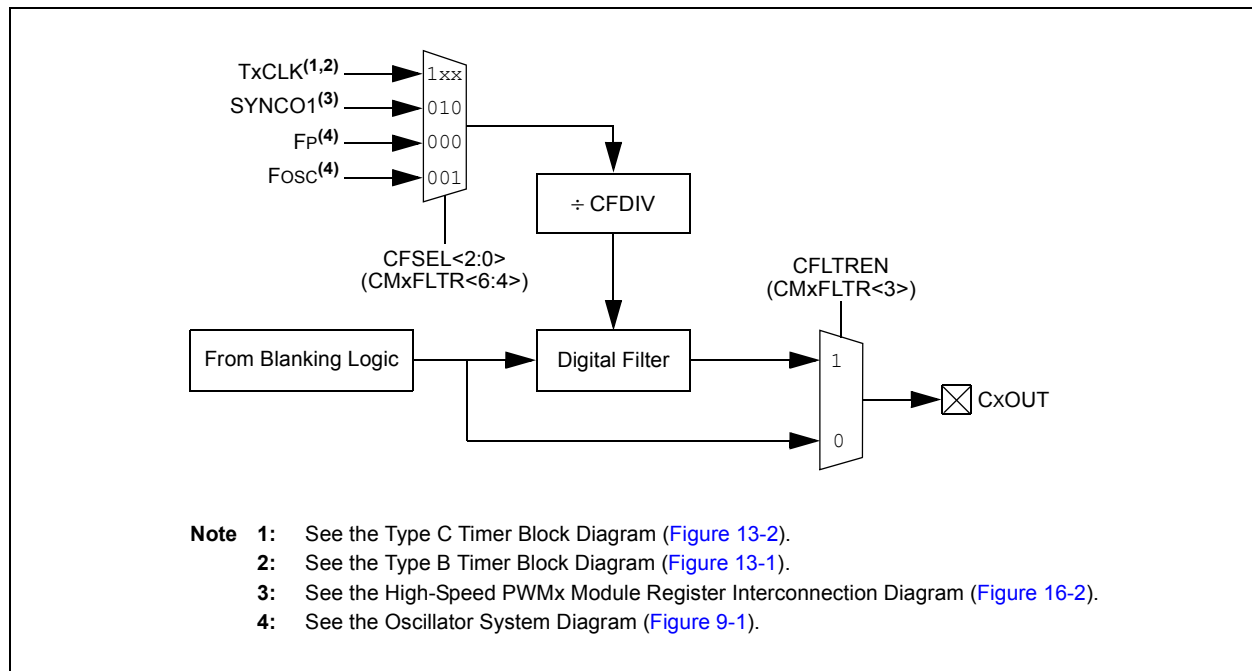 TxCLK(1,2)
SYNCO1(3)
FP(4)
FOSC(4)
1xx
010
000
001
÷ CFDIV
CFSEL<2:0>
(CMxFLTR<6:4>)
CFLTREN
(CMxFLTR<3>)
From Blanking Logic
Digital Filter
1
0
CxOUT
Note 1: See the Type C Timer Block Diagram (Figure 13-2).
2: See the Type B Timer Block Diagram (Figure 13-1).
3: See the High-Speed PWMx Module Register Interconnection Diagram (Figure 16-2).
4: See the Oscillator System Diagram (Figure 9-1).